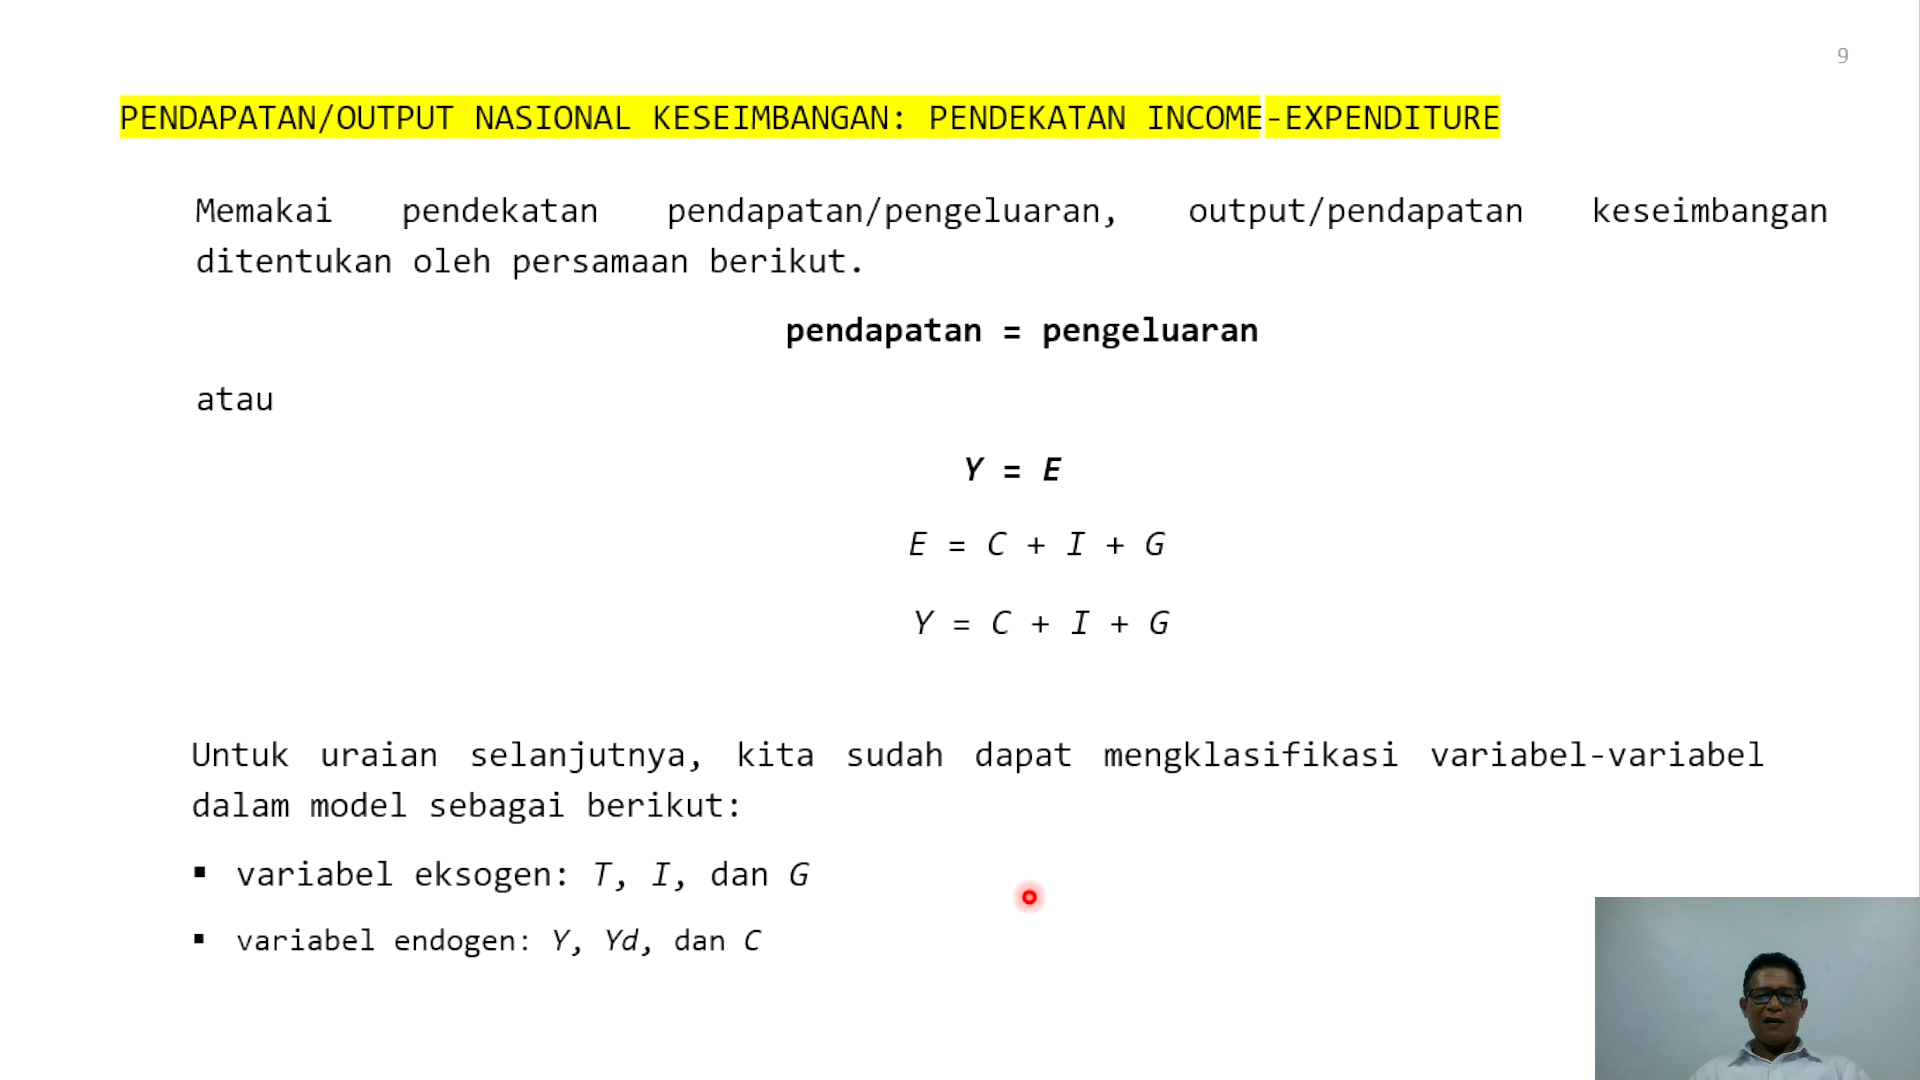 9
PENDAPATAN/OUTPUT NASIONAL KESEIMBANGAN: PENDEKATAN INCOME-EXPENDITURE
Memakai pendekatan pendapatan/pengeluaran, output/pendapatan keseimbangan
ditentukan oleh persamaan berikut.
pendapatan = pengeluaran
atau
Y = E
E = C + I + G
Y = C + I + G
Untuk uraian selanjutnya, kita sudah dapat mengklasifikasi variabel-variabel
dalam model sebagai berikut:
▪ variabel eksogen: T, I, dan G
▪ variabel endogen: Y, Yd, dan C